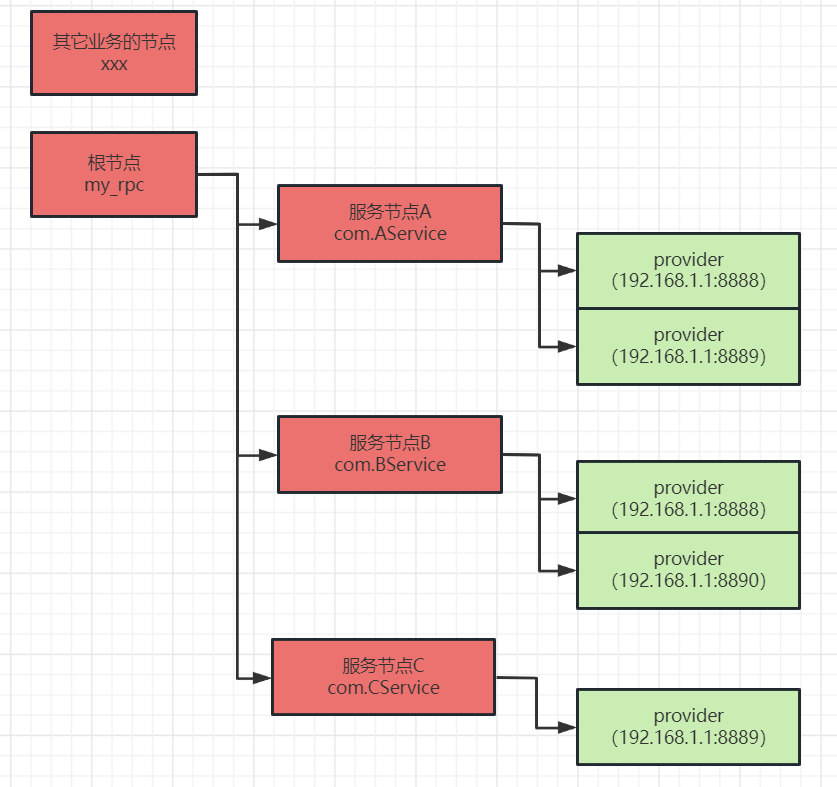 其它业务的节点
xxx
根节点
my_rpc
服务节点A
com.AService
provider
（192.168.1.1:8888）
provider
（192.168.1.1:8889）
服务节点B
com.BService
provider
（192.168.1.1:8888）
provider
（192.168.1.1:8890）
服务节点C
com.CService
provider
（192.168.1.1:8889）